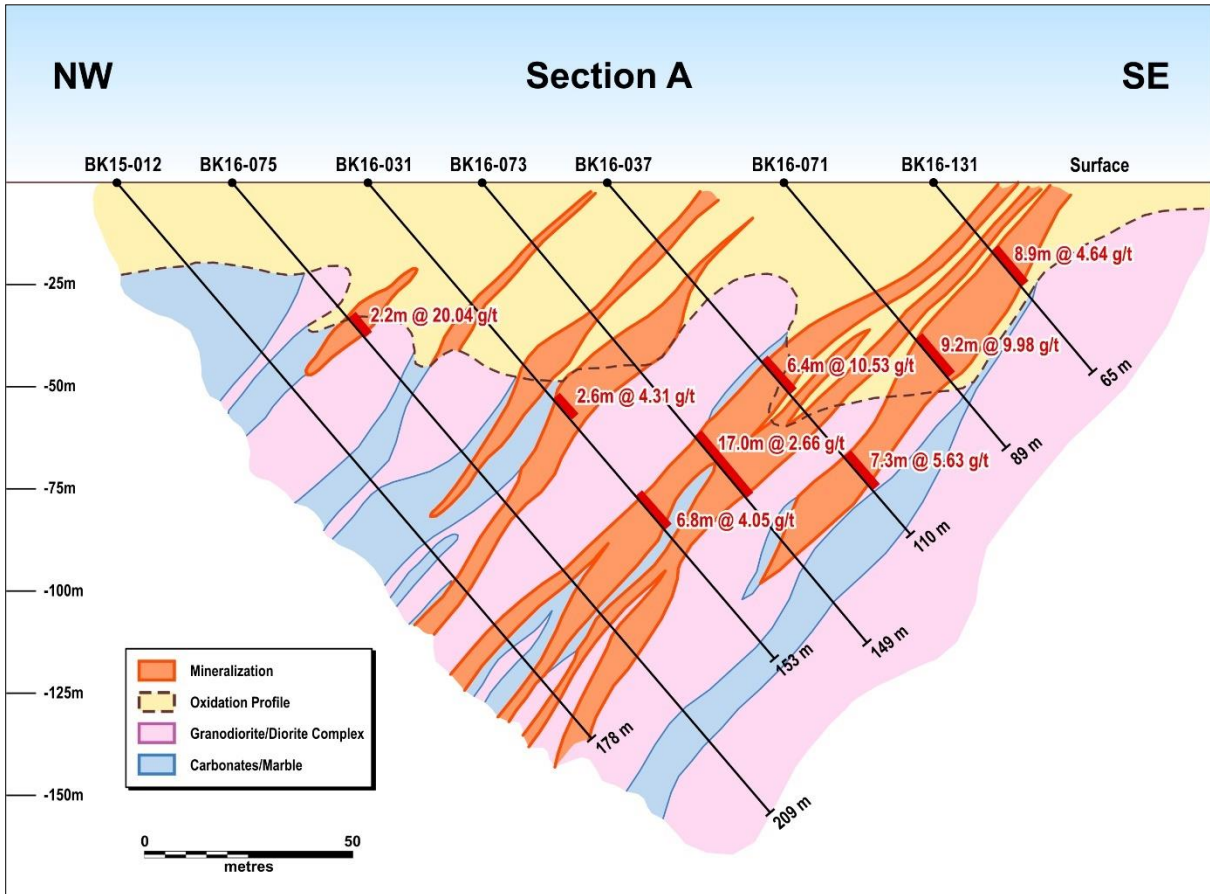 NW
Section A
SE
BK15-012
BK16-075
BK16-031
BK16-073
BK16-037
BK16-071
BK16-131
Surface
-25m
-50m
-75m
-100m
-125m
-150m
8.9m @ 4.64 g/t
2.2m @ 20.04 g/t
9.2m @ 9.98 g/t
6.4m @ 10.53 g/t
2.6m @ 4.31 g/t
17.0m @ 2.66 g/t
7.3m @ 5.63 g/t
6.8m @ 4.05 g/t
65 m
89 m
110 m
149 m
153 m
178 m
209 m
Mineralization
Oxidation Profile
Granodiorite/Diorite Complex
Carbonates/Marble
0 50
metres